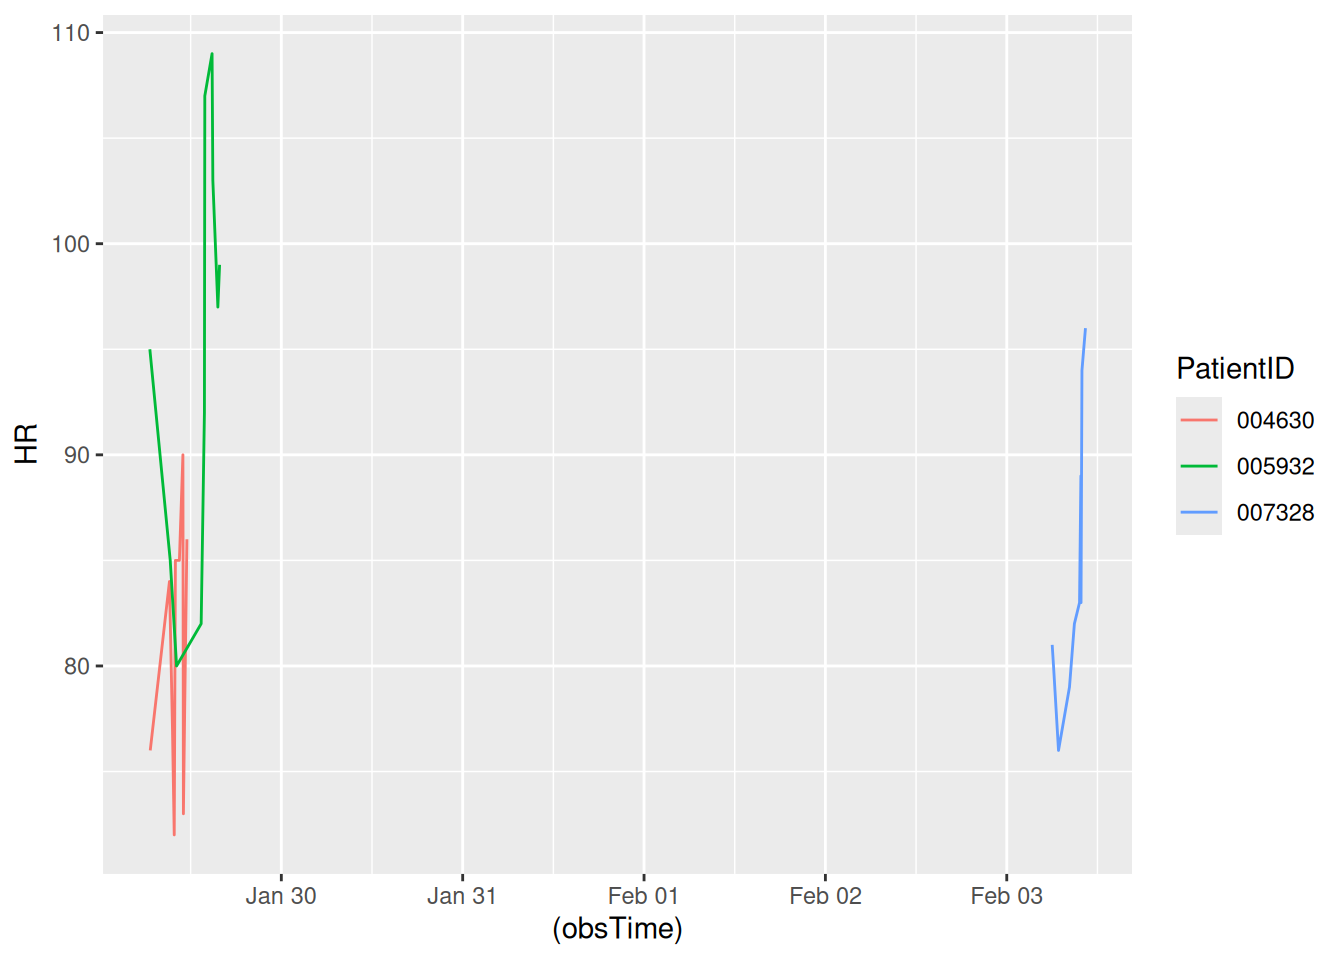 110
100
90
80
HR
Jan 30
Jan 31
Feb 01
Feb 02
Feb 03
(obsTime)
PatientID
004630
005932
007328